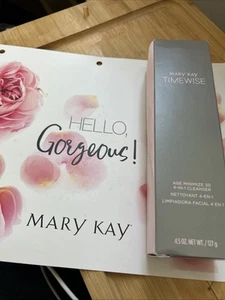 HELLO,
Gorgeous!
MARY KAY
MARY KAY
TIMEWISE
AGE MINIMIZE 3D
4-IN-1 CLEANSER
NETTOYANT 4-EN-1
LIMPIADORA FACIAL 4 EN 1
4.5 OZ. NET WT. / 127 g